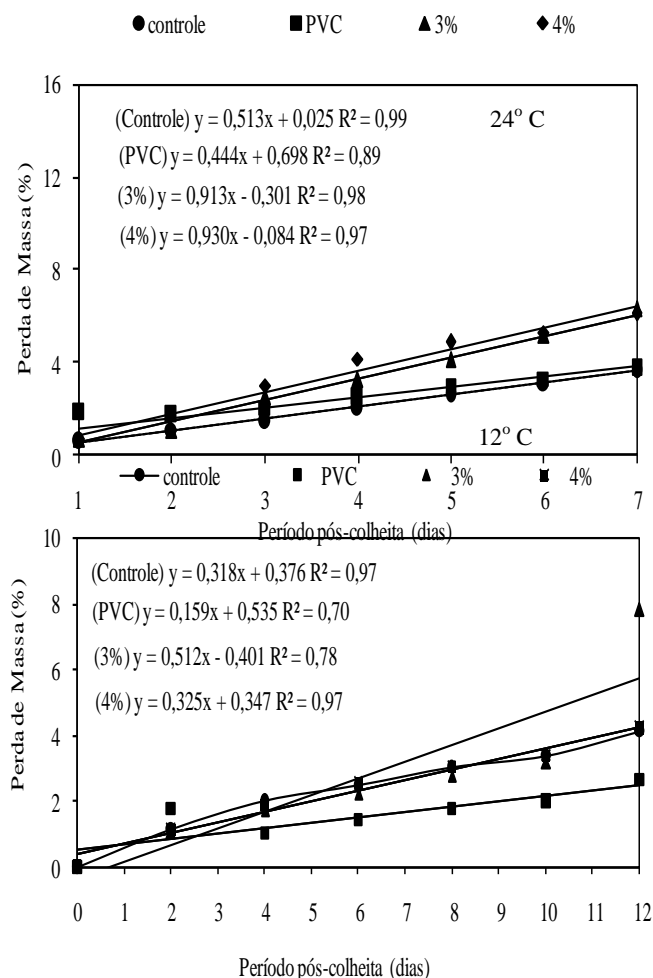 controle PVC 3% 4%
16
12
8
4
0
Perda de Massa (%)
(Controle) y = 0,513x + 0,025 R² = 0,99 24º C
(PVC) y = 0,444x + 0,698 R² = 0,89
(3%) y = 0,913x - 0,301 R² = 0,98
(4%) y = 0,930x - 0,084 R² = 0,97
12º C
controle PVC 3% 4%
1 2 3 4 5 6 7
Período pós-colheita (dias)
10
8
6
4
2
0
Perda de Massa (%)
(Controle) y = 0,318x + 0,376 R² = 0,97
(PVC) y = 0,159x + 0,535 R² = 0,70
(3%) y = 0,512x - 0,401 R² = 0,78
(4%) y = 0,325x + 0,347 R² = 0,97
0 1 2 3 4 5 6 7 8 9 10 11 12
Período pós-colheita (dias)